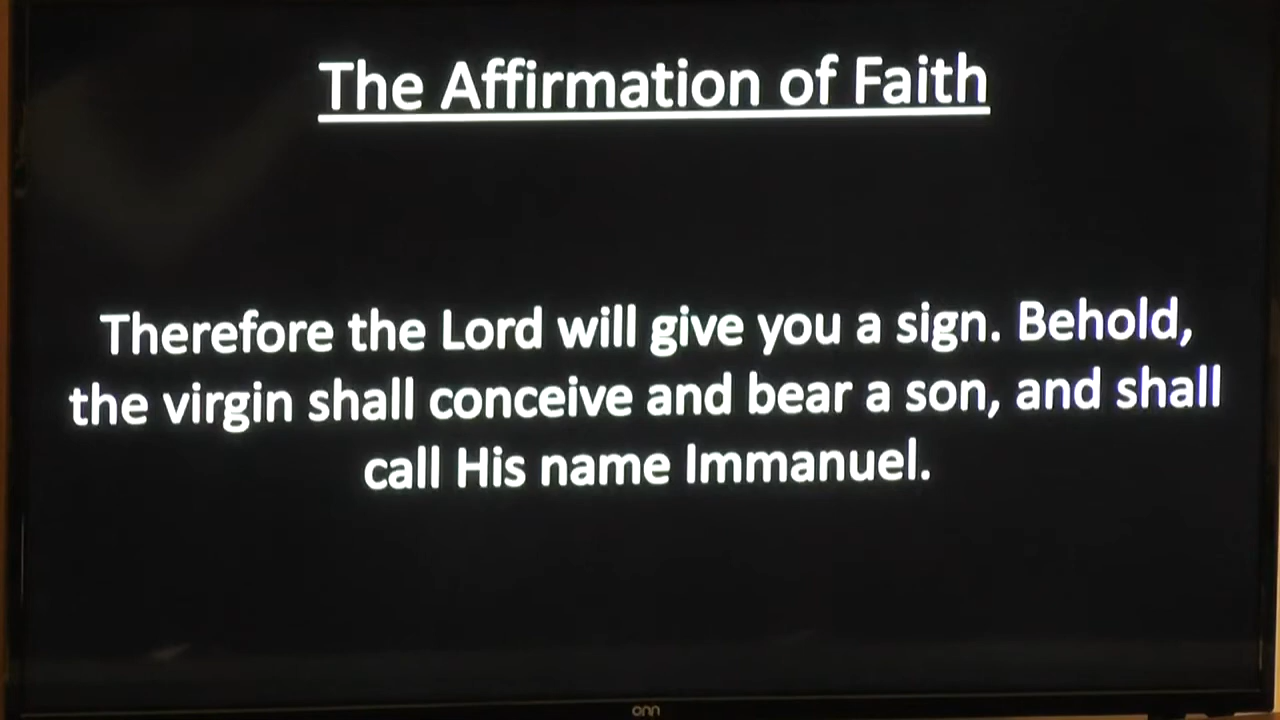 The Affirmation of Faith
Therefore the Lord will give you a sign. Behold,
the virgin shall conceive and bear a son, and shall
call His name Immanuel.
onn